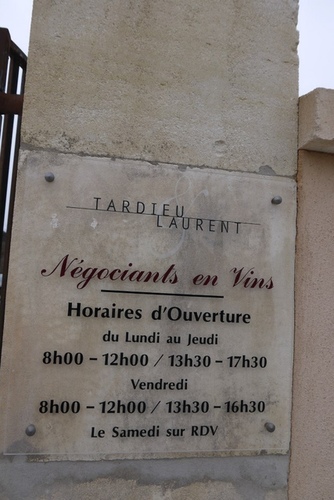 TARDIEU
LAURENT
Négociants en Vins
Horaires d'Ouverture
du Lundi au Jeudi
8h00 – 12h00 / 13h30 – 17h30
Vendredi
8h00 – 12h00 / 13h30 – 16h30
Le Samedi sur RDV